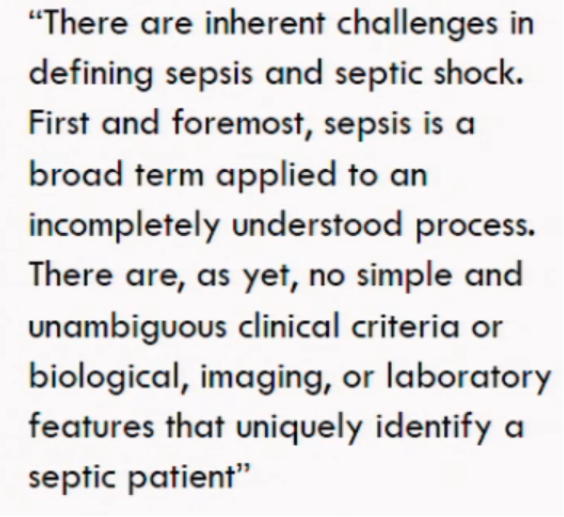 “There are inherent challenges in
defining sepsis and septic shock.
First and foremost, sepsis is a
broad term applied to an
incompletely understood process.
There are, as yet, no simple and
unambiguous clinical criteria or
biological, imaging, or laboratory
features that uniquely identify a
septic patient”